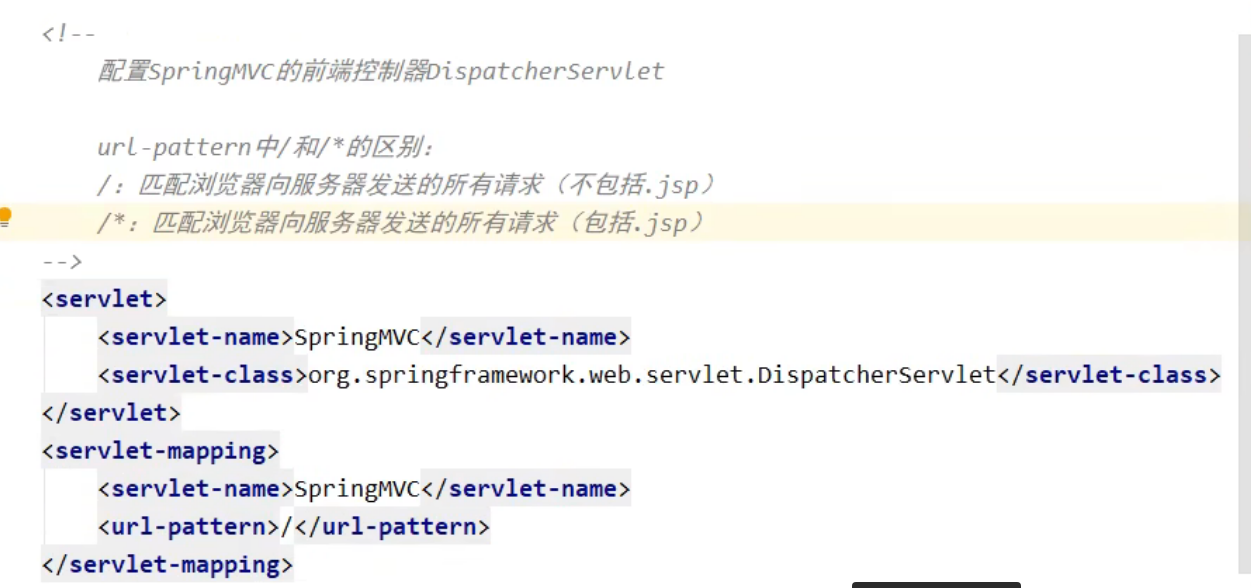 <!--
配置SpringMVC的前端控制器DispatcherServlet
url-pattern中/和/*的区别:
/: 匹配浏览器向服务器发送的所有请求（不包括.jsp）
/*: 匹配浏览器向服务器发送的所有请求（包括.jsp）
-->
<servlet>
<servlet-name>SpringMVC</servlet-name>
<servlet-class>org.springframework.web.servlet.DispatcherServlet</servlet-class>
</servlet>
<servlet-mapping>
<servlet-name>SpringMVC</servlet-name>
<url-pattern>/</url-pattern>
</servlet-mapping>